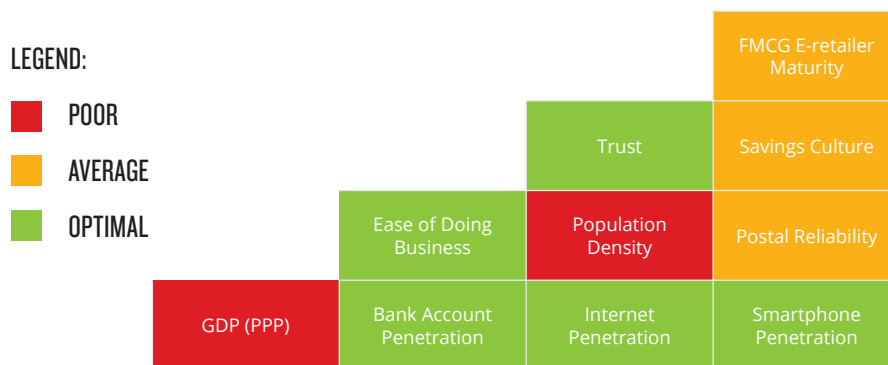 LEGEND:
POOR
AVERAGE
OPTIMAL
FMCG E-retailer
Maturity
Trust
Savings Culture
Ease of Doing
Business
Population
Density
Postal Reliability
GDP (PPP)
Bank Account
Penetration
Internet
Penetration
Smartphone
Penetration